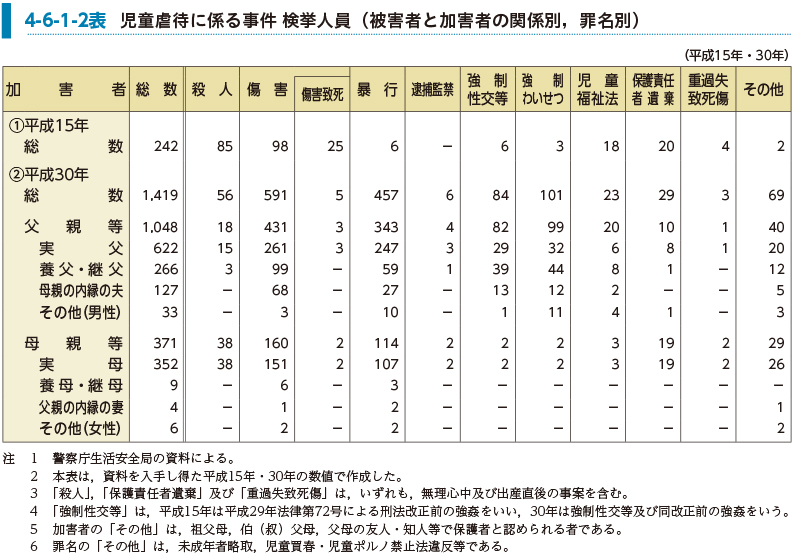 4-6-1-2表 児童虐待に係る事件 検挙人員（被害者と加害者の関係別，罪名別）
（平成15年・30年）
加害者 総数 殺人 傷害 傷害致死 暴行 逮捕監禁 強制性交等 強制わいせつ 児童福祉法 保護責任者遺棄 重過失致死傷 その他
①平成15年
総数 242 85 98 25 6 － 6 3 18 20 4 2
②平成30年
総数 1,419 56 591 5 457 6 84 101 23 29 3 69
父親等 1,048 18 431 3 343 4 82 99 20 10 1 40
実父 622 15 261 3 247 3 29 32 6 8 1 20
養父・継父 266 3 99 － 59 1 39 44 8 1 － 12
母親の内縁の夫 127 － 68 － 27 － 13 12 2 － － 5
その他（男性） 33 － 3 － 10 － 1 11 4 1 － 3
母親等 371 38 160 2 114 2 2 2 3 19 2 29
実母 352 38 151 2 107 2 2 2 3 19 2 26
養母・継母 9 － 6 － 3 － － － － － － －
父親の内縁の妻 4 － 1 － 2 － － － － － － 1
その他（女性） 6 － 2 － 2 － － － － － － 2
注 1 警察庁生活安全局の資料による。
2 本表は，資料を入手し得た平成15年・30年の数値で作成した。
3 「殺人」，「保護責任者遺棄」及び「重過失致死傷」は，いずれも，無理心中及び出産直後の事案を含む。
4 「強制性交等」は，平成15年は平成29年法律第72号による刑法改正前の強姦をいい，30年は強制性交等及び同改正前の強姦をいう。
5 加害者の「その他」は，祖父母，伯（叔）父母，父母の友人・知人等で保護者と認められる者である。
6 罪名の「その他」は，未成年者略取，児童買春・児童ポルノ禁止法違反等である。